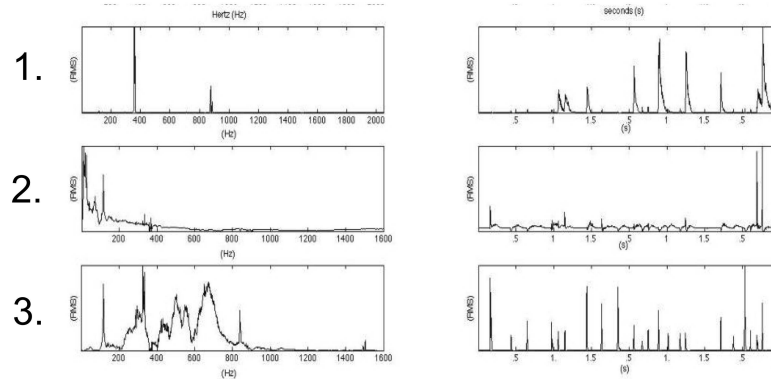 Hertz (Hz)
seconds (s)
1.
(RMS)
200 400 600 800 1000 1200 1400 1600 1800 2000
(Hz)
(RMS)
.5 1. 1.5 .5 1. 1.5 .5
(s)
2.
(RMS)
200 400 600 800 1000 1200 1400 1600
(Hz)
(RMS)
.5 1. 1.5 .5 1. 1.5 .5
(s)
3.
(RMS)
200 400 600 800 1000 1200 1400 1600
(Hz)
(RMS)
.5 1. 1.5 .5 1. 1.5 .5
(s)